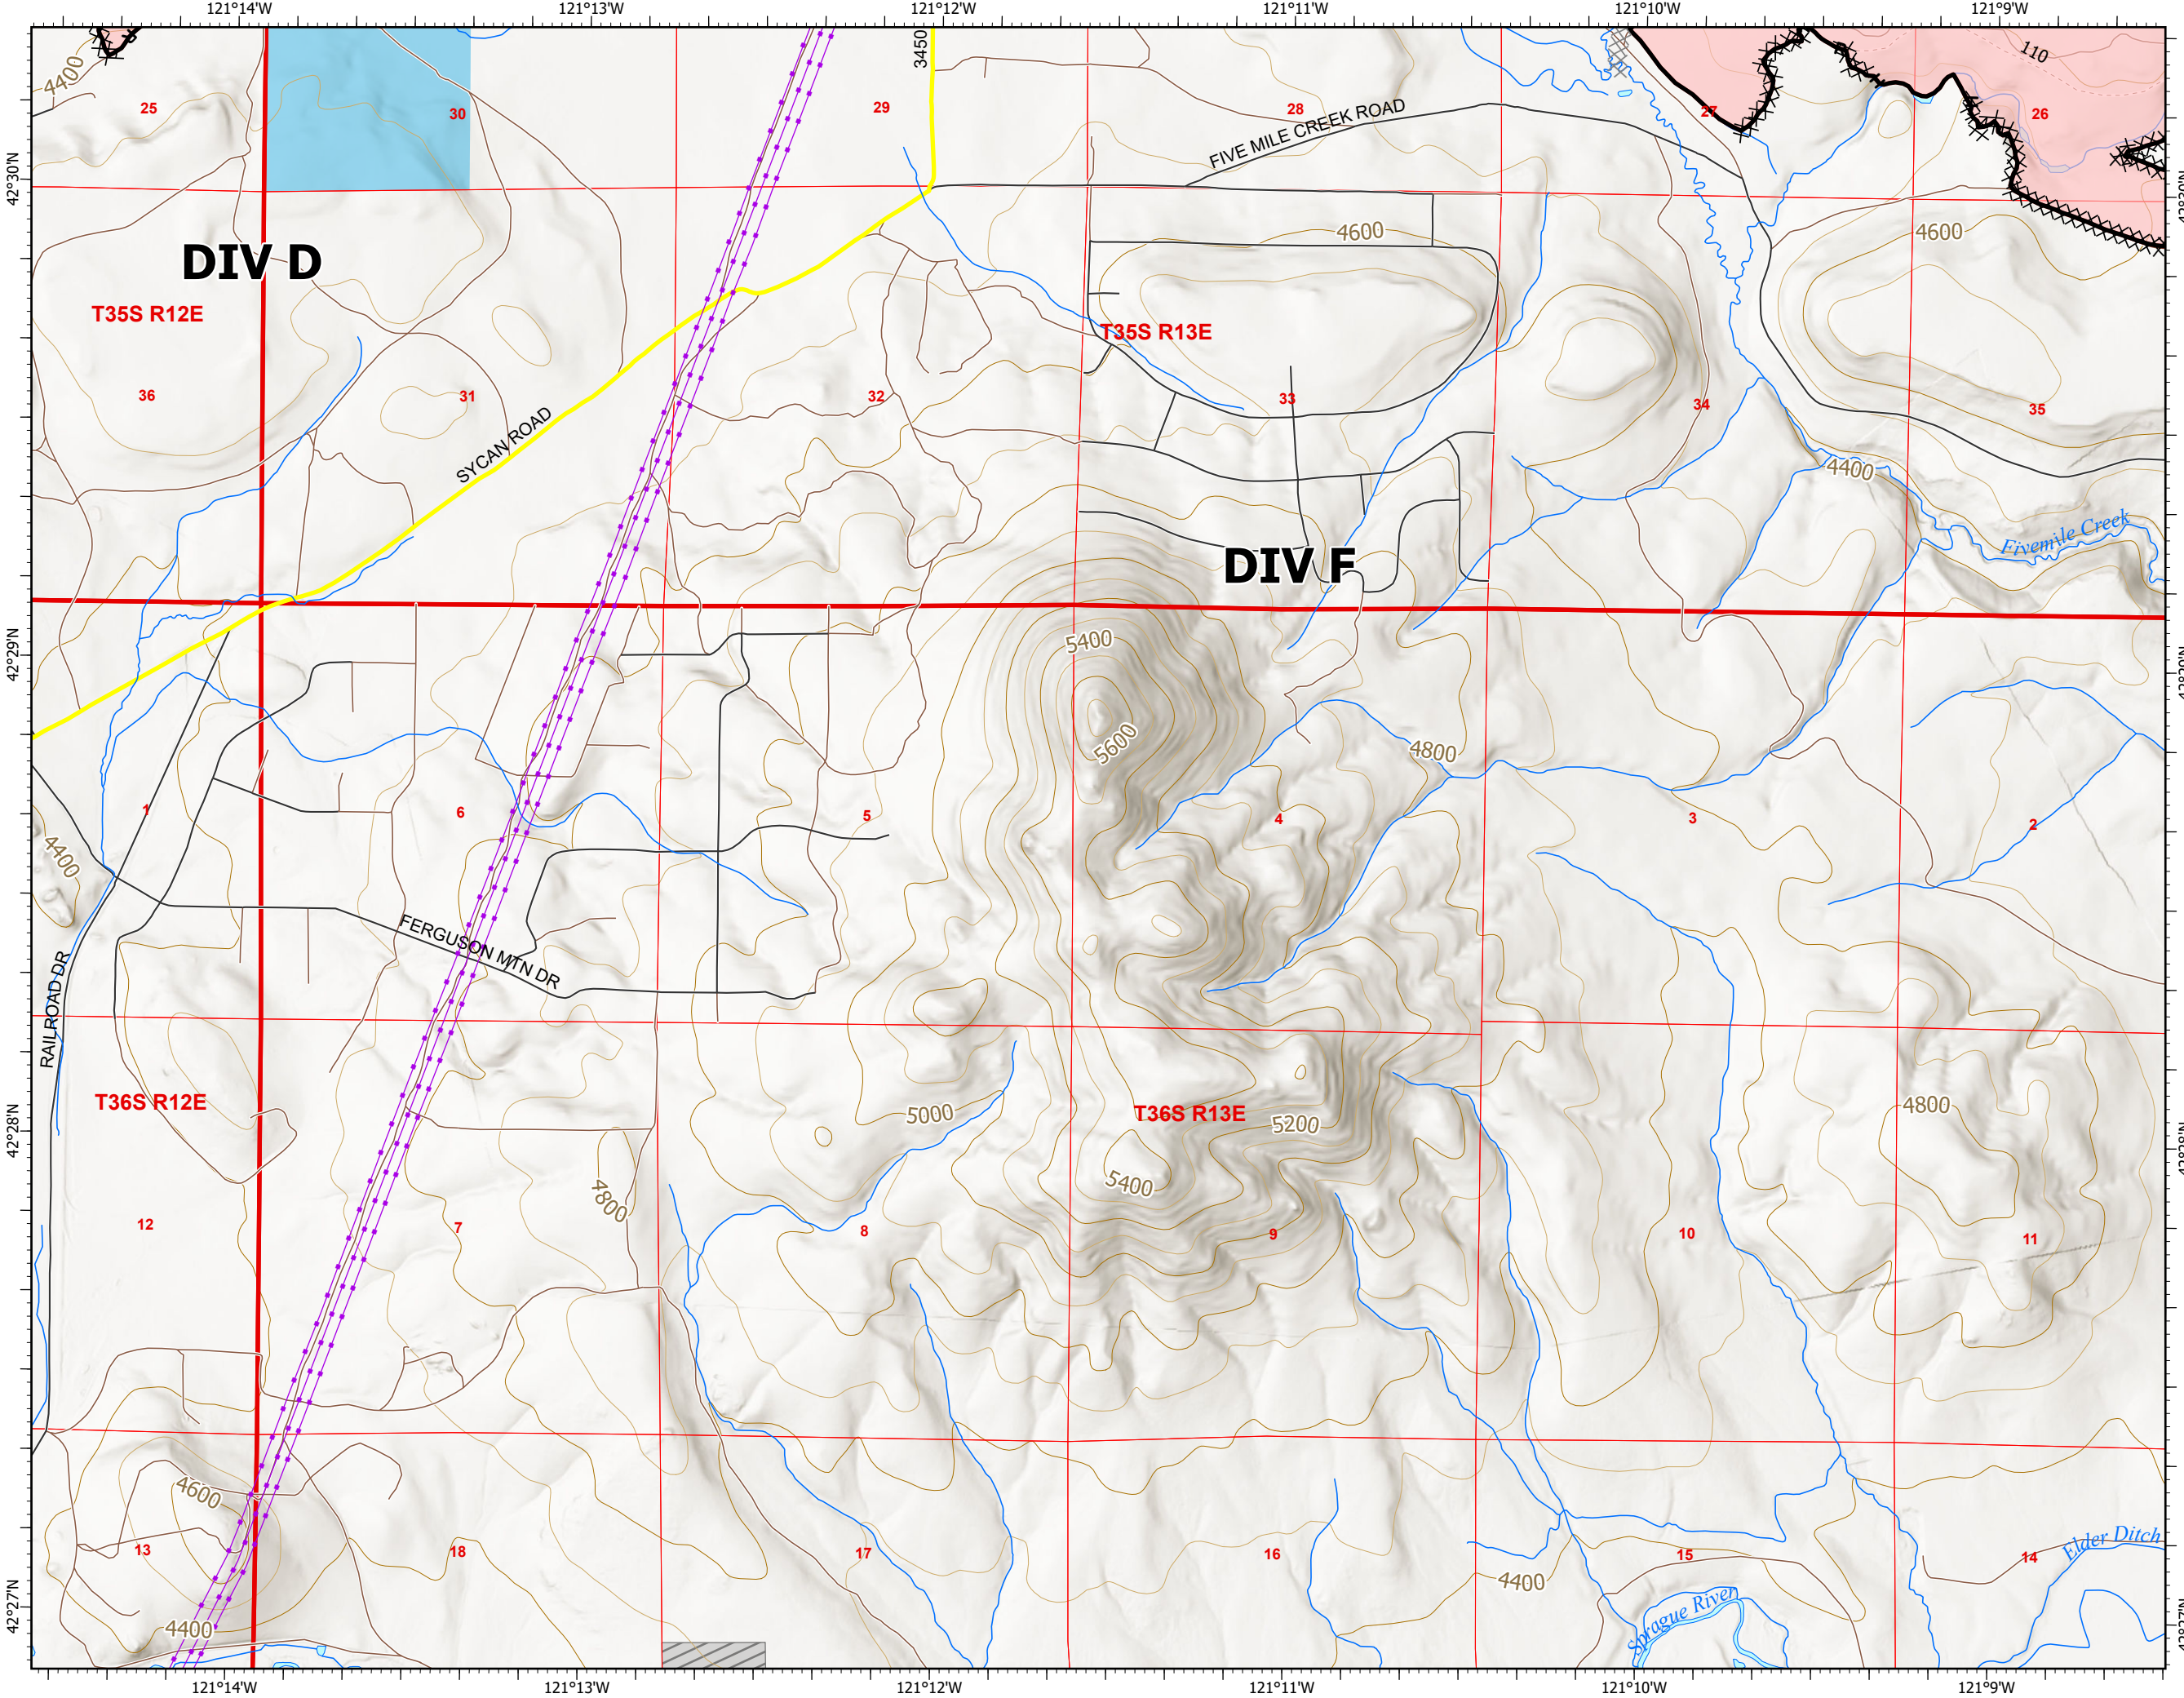 121°14'W 121°13'W 121°12'W 121°11'W 121°10'W 121°9'W
3450
110
4400
25 30 29 28 27 26
FIVE MILE CREEK ROAD
42°30'N
4600 4600
DIV D
T35S R12E
T35S R13E
36 31 32 33 34 35
SYCAN ROAD
4400
Fivemile Creek
DIV F
42°29'N
5400
5600
4800
1 6 5 4 3 2
4400
FERGUSON MTN DR
RAILROAD DR
T36S R12E
T36S R13E
5000
5200
4800
42°28'N
5400
4800
12 7 8 9 10 11
4600
Elder Ditch
13 18 17 16 15 14
4400
Sprague River
42°27'N
4400
121°14'W 121°13'W 121°12'W 121°11'W 121°10'W 121°9'W